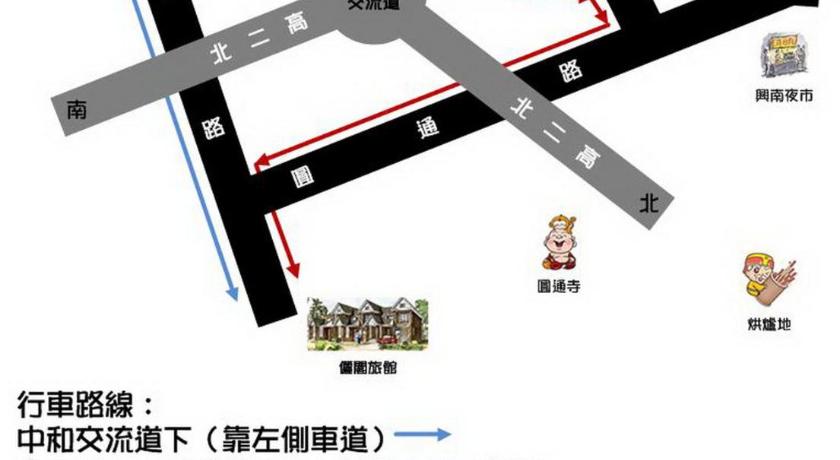 交流道
北二高
南
路
路
通
圓
北二高
北
興南夜市
圓通寺
烘爐地
儷閣旅館
行車路線：
中和交流道下（靠左側車道）